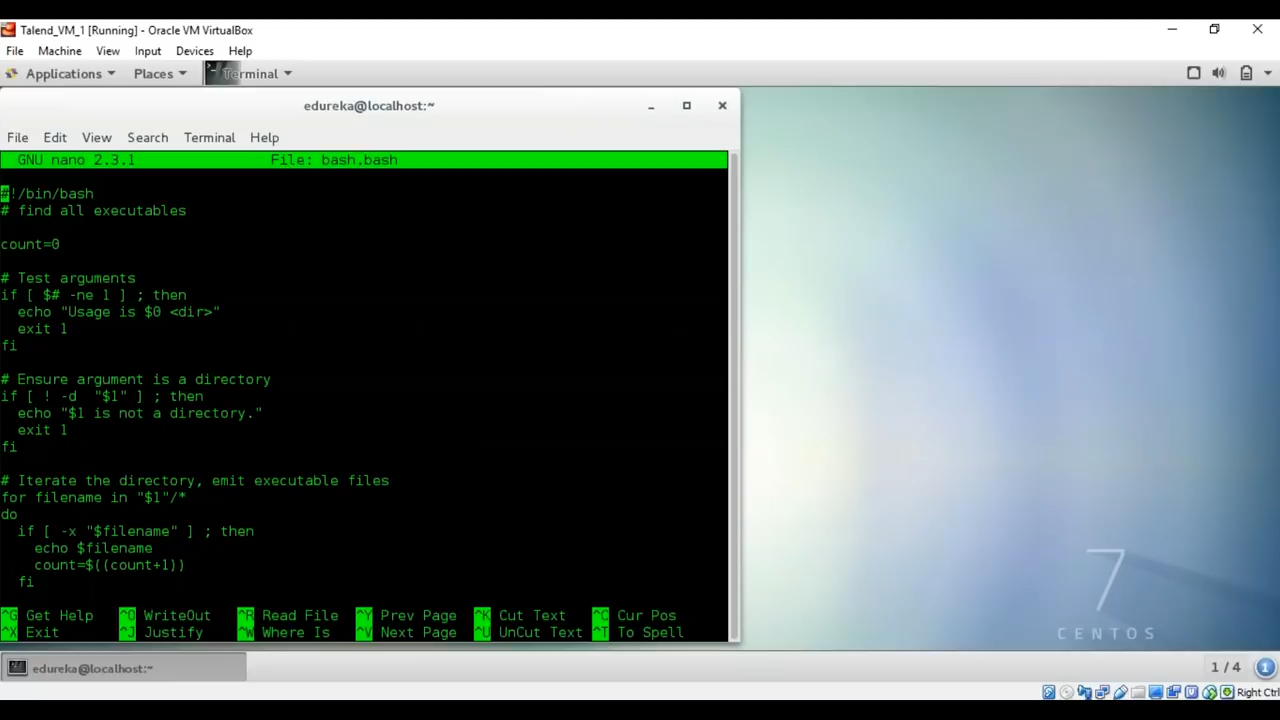 Talend_VM_1 [Running] - Oracle VM VirtualBox
File Machine View Input Devices Help
Applications Places Terminal
edureka@localhost:~
File Edit View Search Terminal Help
GNU nano 2.3.1 File: bash.bash
#!/bin/bash
# find all executables
count=0
# Test arguments
if [ $# -ne 1 ] ; then
echo "Usage is $0 <dir>"
exit 1
fi
# Ensure argument is a directory
if [ ! -d  "$1" ] ; then
echo "$1 is not a directory."
exit 1
fi
# Iterate the directory, emit executable files
for filename in "$1"/*
do
if [ -x "$filename" ] ; then
echo $filename
count=$((count+1))
fi
^G Get Help ^O WriteOut ^R Read File ^Y Prev Page ^K Cut Text ^C Cur Pos
^X Exit ^J Justify ^W Where Is ^V Next Page ^U UnCut Text ^T To Spell
7
CENTOS
edureka@localhost:~ 1 / 4 1
Right Ctrl